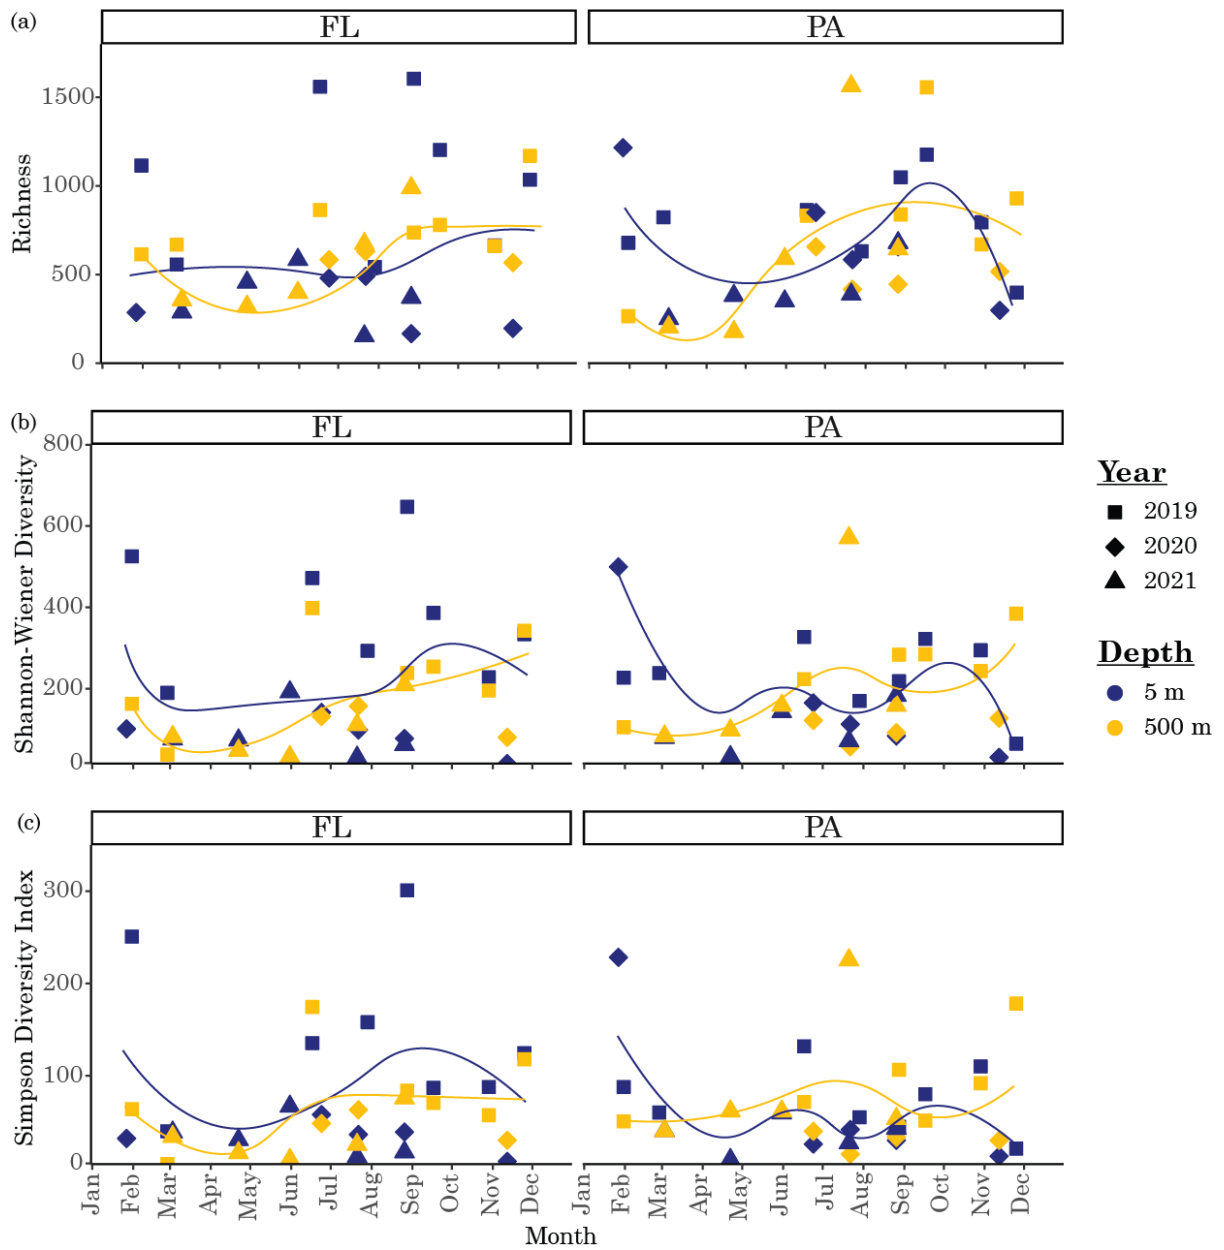 (a)
FL PA
1500
1000
500
0
Richness
(b)
FL PA
800
600
400
200
0
Shannon-Wiener Diversity
Year
2019
2020
2021
Depth
5 m
500 m
(c)
FL PA
300
200
100
0
Simpson Diversity Index
Jan Feb Mar Apr May Jun Jul Aug Sep Oct Nov Dec Jan Feb Mar Apr May Jun Jul Aug Sep Oct Nov Dec
Month